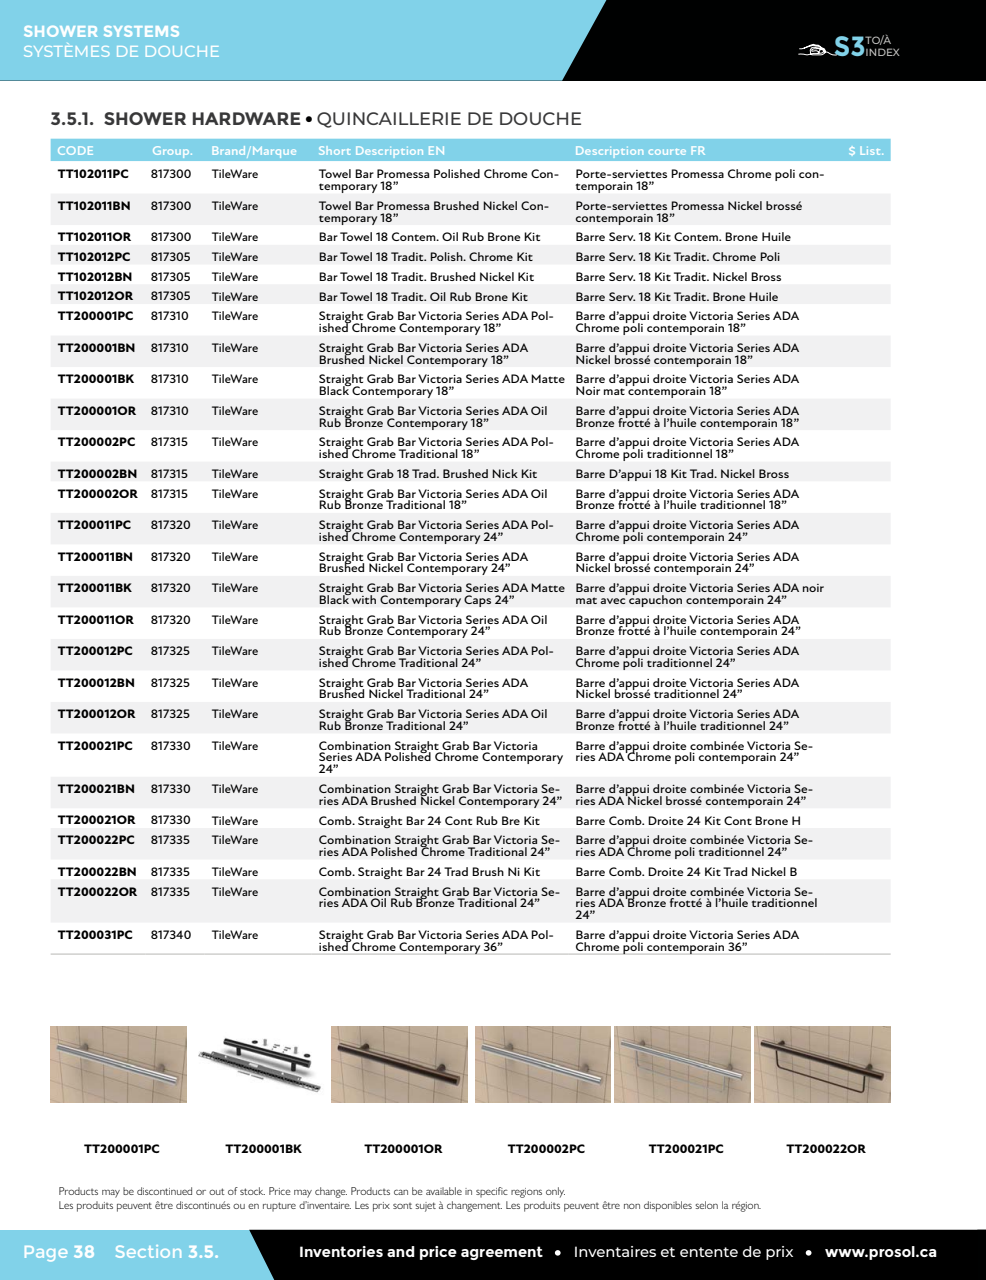 SHOWER SYSTEMS
SYSTÈMES DE DOUCHE
S3 TO/À INDEX
3.5.1. SHOWER HARDWARE • QUINCAILLERIE DE DOUCHE
CODE Group. Brand/Marque Short Description EN Description courte FR $ List.
TT102011PC 817300 TileWare Towel Bar Promessa Polished Chrome Con- Porte-serviettes Promessa Chrome poli con-
temporary 18” temporain 18”
TT102011BN 817300 TileWare Towel Bar Promessa Brushed Nickel Con- Porte-serviettes Promessa Nickel brossé
temporary 18” contemporain 18”
TT102011OR 817300 TileWare Bar Towel 18 Contem. Oil Rub Brone Kit Barre Serv. 18 Kit Contem. Brone Huile
TT102012PC 817305 TileWare Bar Towel 18 Tradit. Polish. Chrome Kit Barre Serv. 18 Kit Tradit. Chrome Poli
TT102012BN 817305 TileWare Bar Towel 18 Tradit. Brushed Nickel Kit Barre Serv. 18 Kit Tradit. Nickel Bross
TT102012OR 817305 TileWare Bar Towel 18 Tradit. Oil Rub Brone Kit Barre Serv. 18 Kit Tradit. Brone Huile
TT200001PC 817310 TileWare Straight Grab Bar Victoria Series ADA Pol- Barre d’appui droite Victoria Series ADA
ished Chrome Contemporary 18” Chrome poli contemporain 18”
TT200001BN 817310 TileWare Straight Grab Bar Victoria Series ADA Barre d’appui droite Victoria Series ADA
Brushed Nickel Contemporary 18” Nickel brossé contemporain 18”
TT200001BK 817310 TileWare Straight Grab Bar Victoria Series ADA Matte Barre d’appui droite Victoria Series ADA
Black Contemporary 18” Noir mat contemporain 18”
TT200001OR 817310 TileWare Straight Grab Bar Victoria Series ADA Oil Barre d’appui droite Victoria Series ADA
Rub Bronze Contemporary 18” Bronze frotté à l’huile contemporain 18”
TT200002PC 817315 TileWare Straight Grab Bar Victoria Series ADA Pol- Barre d’appui droite Victoria Series ADA
ished Chrome Traditional 18” Chrome poli traditionnel 18”
TT200002BN 817315 TileWare Straight Grab 18 Trad. Brushed Nick Kit Barre D’appui 18 Kit Trad. Nickel Bross
TT200002OR 817315 TileWare Straight Grab Bar Victoria Series ADA Oil Barre d’appui droite Victoria Series ADA
Rub Bronze Traditional 18” Bronze frotté à l’huile traditionnel 18”
TT200011PC 817320 TileWare Straight Grab Bar Victoria Series ADA Pol- Barre d’appui droite Victoria Series ADA
ished Chrome Contemporary 24” Chrome poli contemporain 24”
TT200011BN 817320 TileWare Straight Grab Bar Victoria Series ADA Barre d’appui droite Victoria Series ADA
Brushed Nickel Contemporary 24” Nickel brossé contemporain 24”
TT200011BK 817320 TileWare Straight Grab Bar Victoria Series ADA Matte Barre d’appui droite Victoria Series ADA noir
Black with Contemporary Caps 24” mat avec capuchon contemporain 24”
TT200011OR 817320 TileWare Straight Grab Bar Victoria Series ADA Oil Barre d’appui droite Victoria Series ADA
Rub Bronze Contemporary 24” Bronze frotté à l’huile contemporain 24”
TT200012PC 817325 TileWare Straight Grab Bar Victoria Series ADA Pol- Barre d’appui droite Victoria Series ADA
ished Chrome Traditional 24” Chrome poli traditionnel 24”
TT200012BN 817325 TileWare Straight Grab Bar Victoria Series ADA Barre d’appui droite Victoria Series ADA
Brushed Nickel Traditional 24” Nickel brossé traditionnel 24”
TT200012OR 817325 TileWare Straight Grab Bar Victoria Series ADA Oil Barre d’appui droite Victoria Series ADA
Rub Bronze Traditional 24” Bronze frotté à l’huile traditionnel 24”
TT200021PC 817330 TileWare Combination Straight Grab Bar Victoria Barre d’appui droite combinée Victoria Se-
Series ADA Polished Chrome Contemporary ries ADA Chrome poli contemporain 24”
24”
TT200021BN 817330 TileWare Combination Straight Grab Bar Victoria Se- Barre d’appui droite combinée Victoria Se-
ries ADA Brushed Nickel Contemporary 24” ries ADA Nickel brossé contemporain 24”
TT200021OR 817330 TileWare Comb. Straight Bar 24 Cont Rub Bre Kit Barre Comb. Droite 24 Kit Cont Brone H
TT200022PC 817335 TileWare Combination Straight Grab Bar Victoria Se- Barre d’appui droite combinée Victoria Se-
ries ADA Polished Chrome Traditional 24” ries ADA Chrome poli traditionnel 24”
TT200022BN 817335 TileWare Comb. Straight Bar 24 Trad Brush Ni Kit Barre Comb. Droite 24 Kit Trad Nickel B
TT200022OR 817335 TileWare Combination Straight Grab Bar Victoria Se- Barre d’appui droite combinée Victoria Se-
ries ADA Oil Rub Bronze Traditional 24” ries ADA Bronze frotté à l’huile traditionnel
24”
TT200031PC 817340 TileWare Straight Grab Bar Victoria Series ADA Pol- Barre d’appui droite Victoria Series ADA
ished Chrome Contemporary 36” Chrome poli contemporain 36”
TT200001PC TT200001BK TT200001OR TT200002PC TT200021PC TT200022OR
Products may be discontinued or out of stock. Price may change. Products can be available in specific regions only.
Les produits peuvent être discontinués ou en rupture d’inventaire. Les prix sont sujet à changement. Les produits peuvent être non disponibles selon la région.
Page 38 Section 3.5. Inventories and price agreement • Inventaires et entente de prix • www.prosol.ca